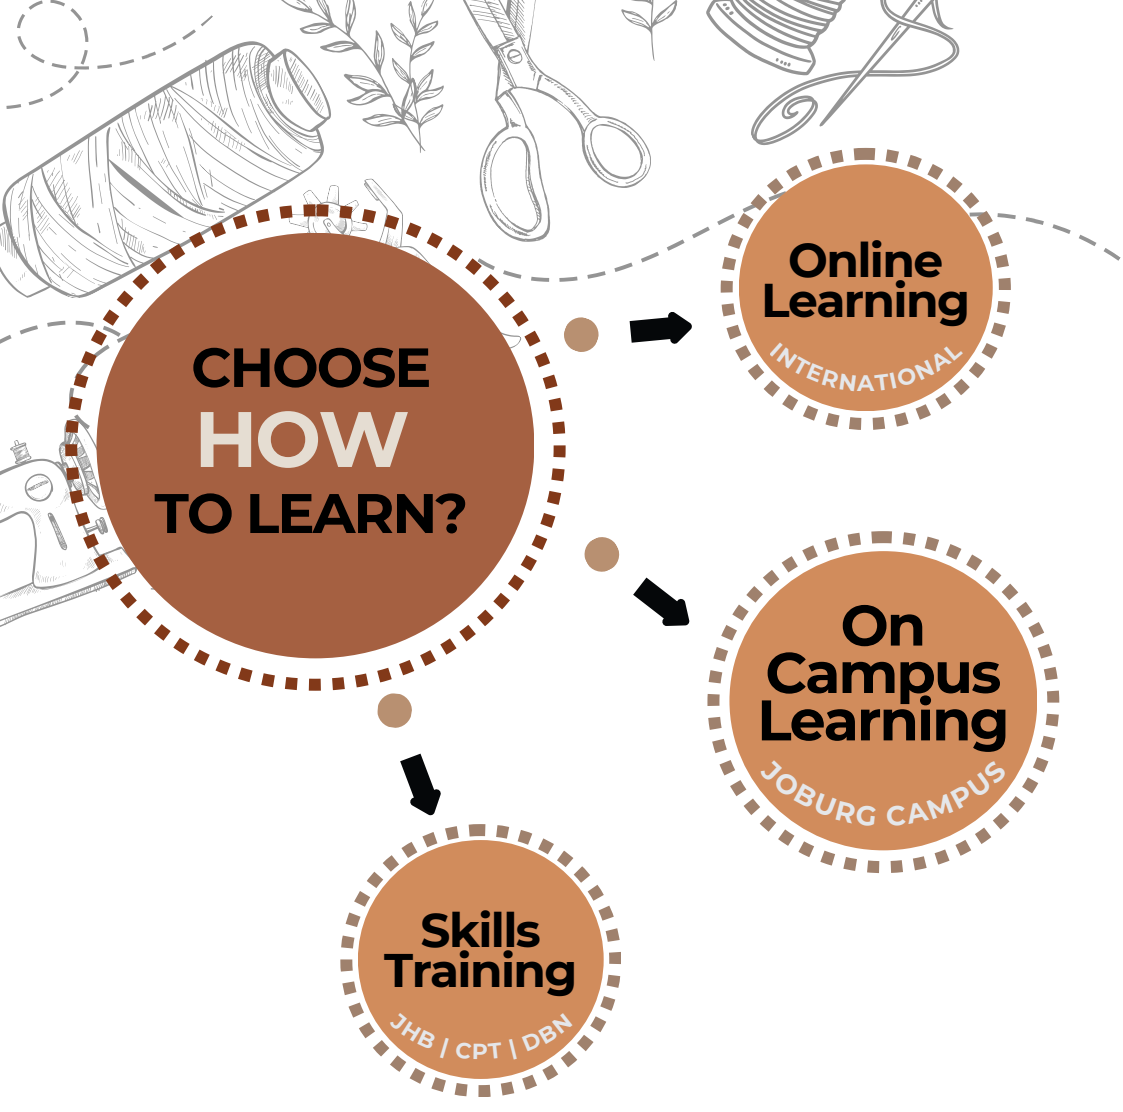 CHOOSE
HOW
TO LEARN?
Online
Learning
INTERNATIONAL
On
Campus
Learning
JOBURG CAMPUS
Skills
Training
JHB | CPT | DBN